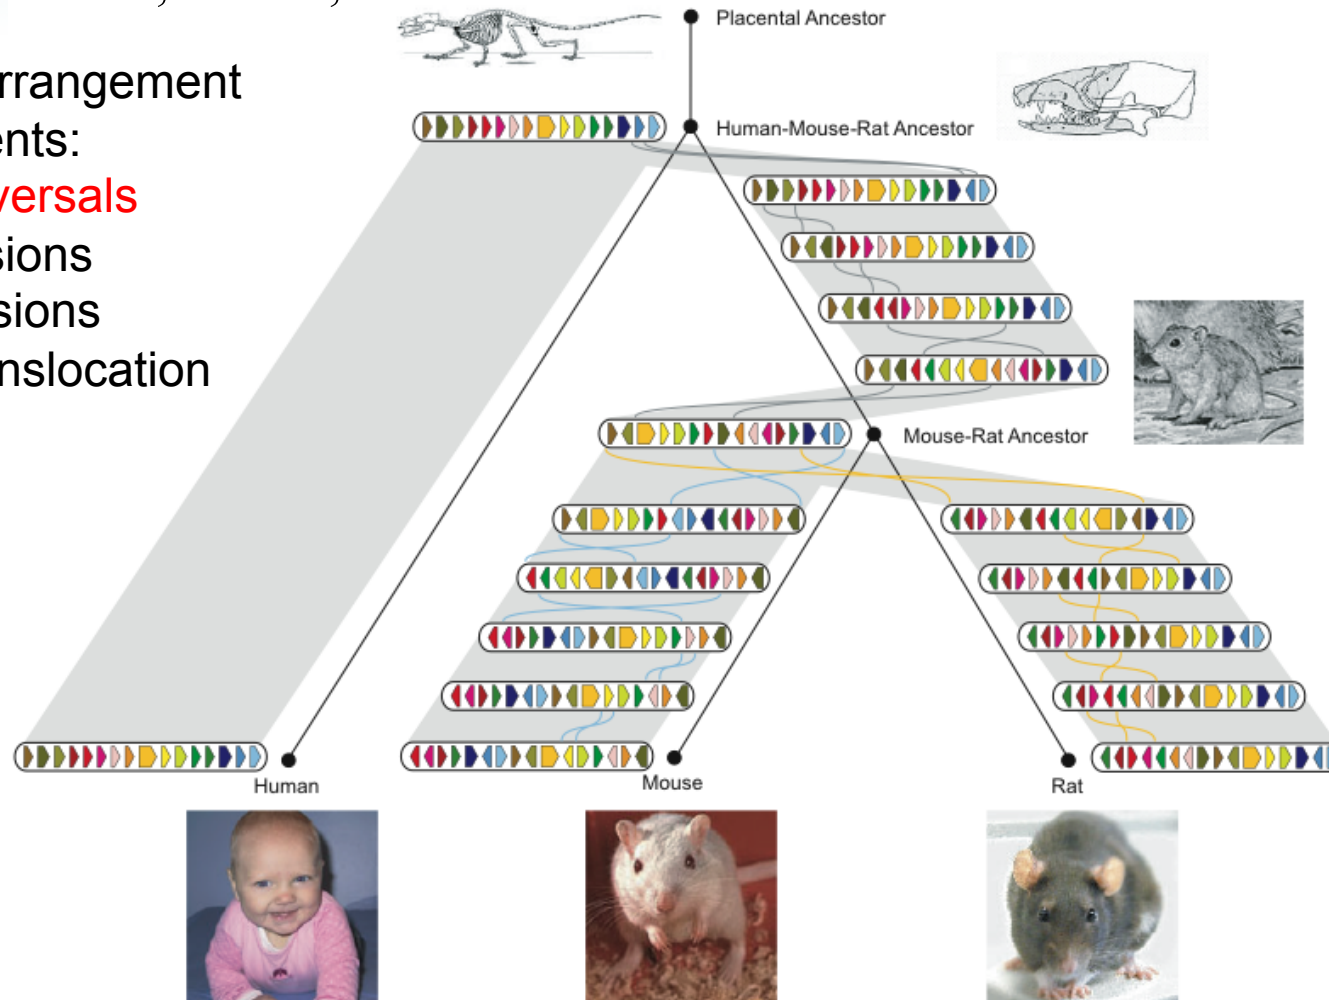 Placental Ancestor
rrangement
Human-Mouse-Rat Ancestor
ents:
versals
sions
sions
nslocation
Mouse-Rat Ancestor
Human
Mouse
Rat